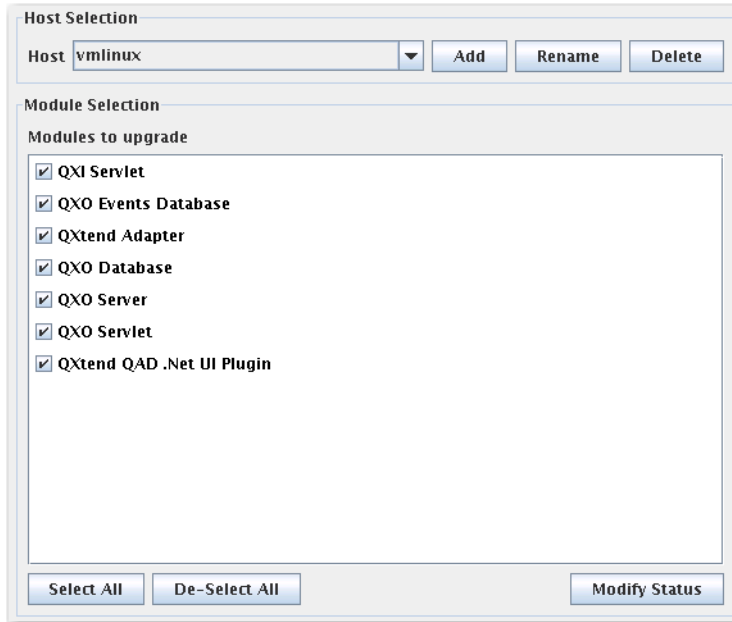 Host Selection
Host vmlinux Add Rename Delete
Module Selection
Modules to upgrade
QXI Servlet
QXO Events Database
QXtend Adapter
QXO Database
QXO Server
QXO Servlet
QXtend QAD .Net UI Plugin
Select All De-Select All Modify Status